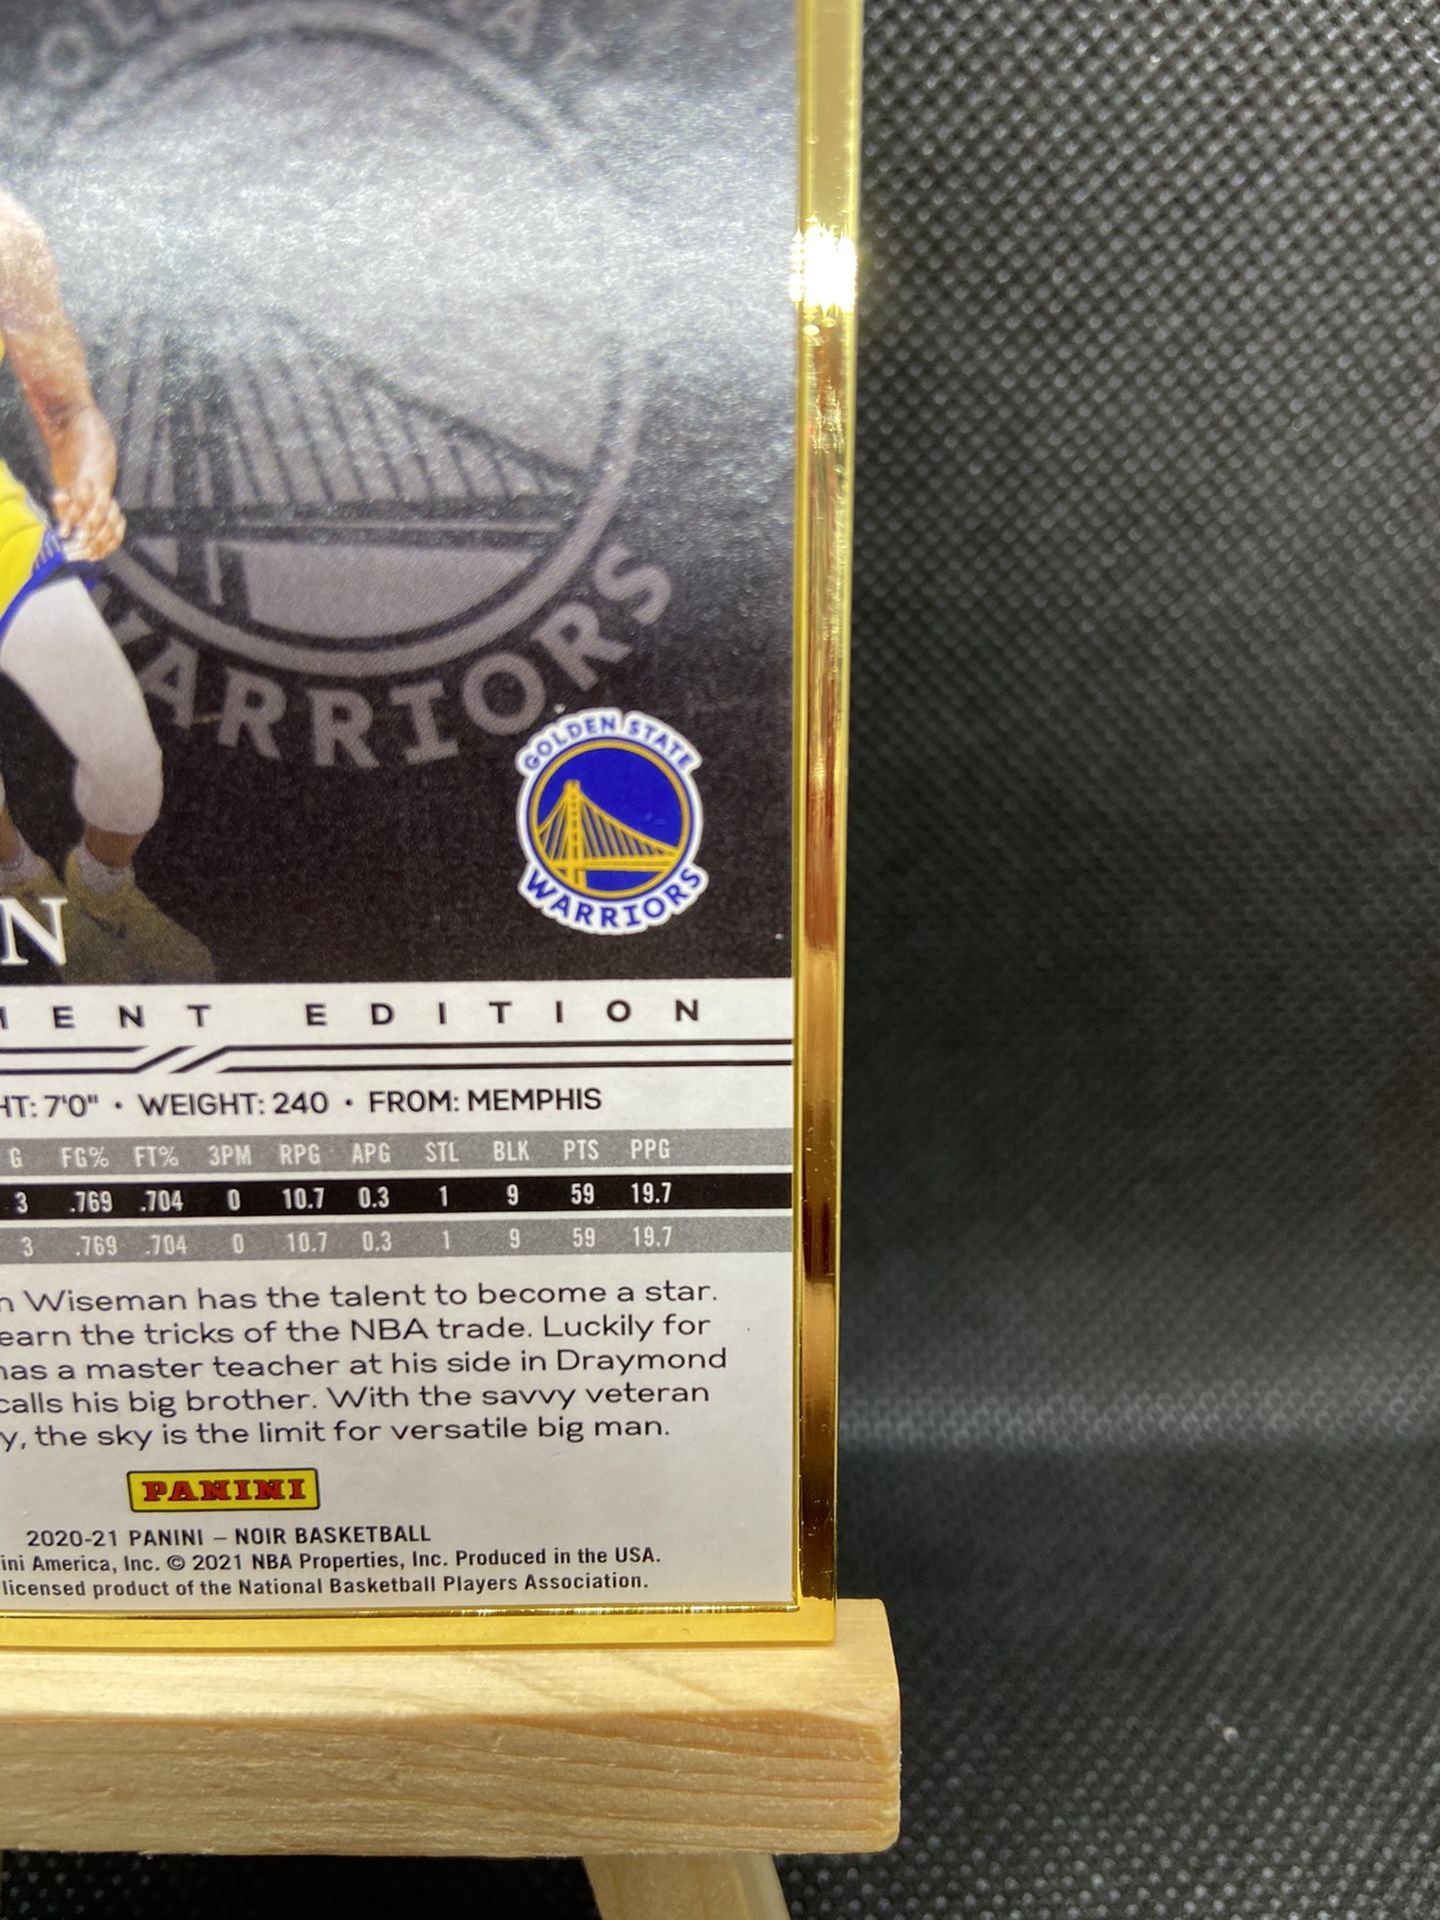 WARRIORS
GOLDEN STATE
WARRIORS
N
MENT EDITION
HT: 7'0" • WEIGHT: 240 • FROM: MEMPHIS
G FG% FT% 3PM RPG APG STL BLK PTS PPG
3 .769 .704 0 10.7 0.3 1 9 59 19.7
3 .769 .704 0 10.7 0.3 1 9 59 19.7
n Wiseman has the talent to become a star.
earn the tricks of the NBA trade. Luckily for
has a master teacher at his side in Draymond
calls his big brother. With the savvy veteran
y, the sky is the limit for versatile big man.
PANINI
2020-21 PANINI – NOIR BASKETBALL
ini America, Inc. © 2021 NBA Properties, Inc. Produced in the USA.
licensed product of the National Basketball Players Association.